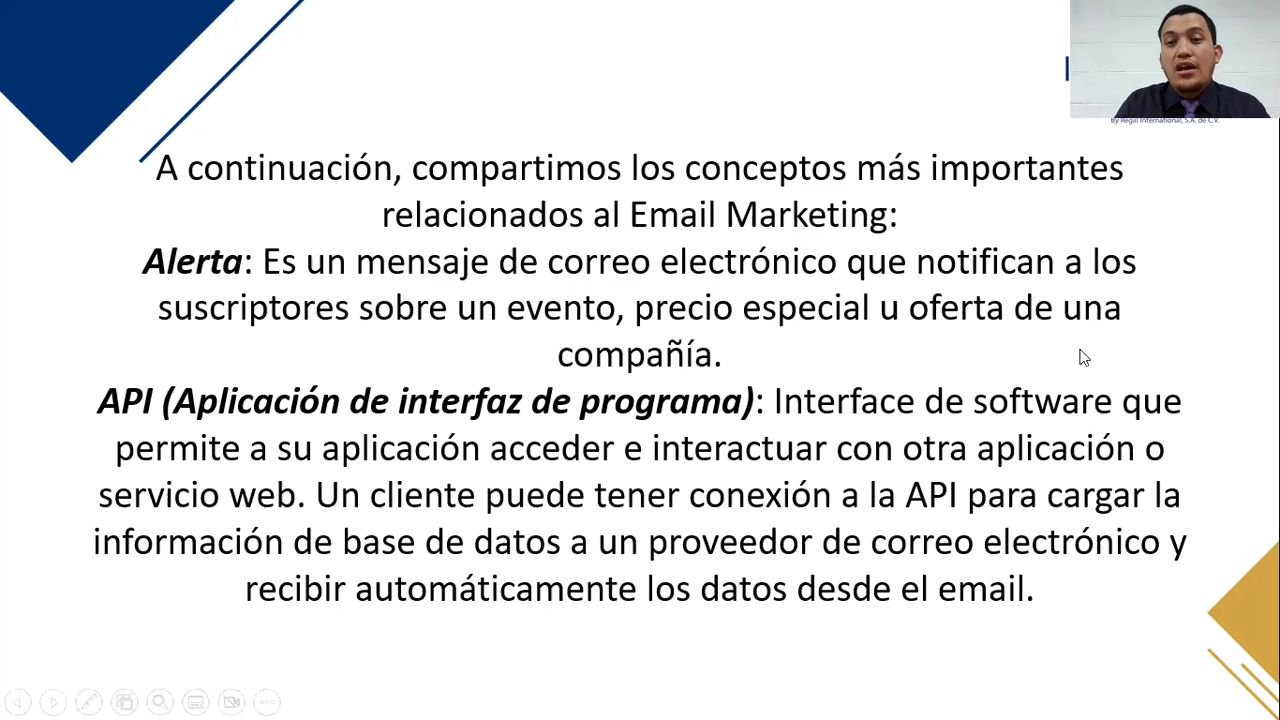 By Regal International, S.A. de C.V.
A continuación, compartimos los conceptos más importantes
relacionados al Email Marketing:
Alerta: Es un mensaje de correo electrónico que notifican a los
suscriptores sobre un evento, precio especial u oferta de una
compañía.
API (Aplicación de interfaz de programa): Interface de software que
permite a su aplicación acceder e interactuar con otra aplicación o
servicio web. Un cliente puede tener conexión a la API para cargar la
información de base de datos a un proveedor de correo electrónico y
recibir automáticamente los datos desde el email.